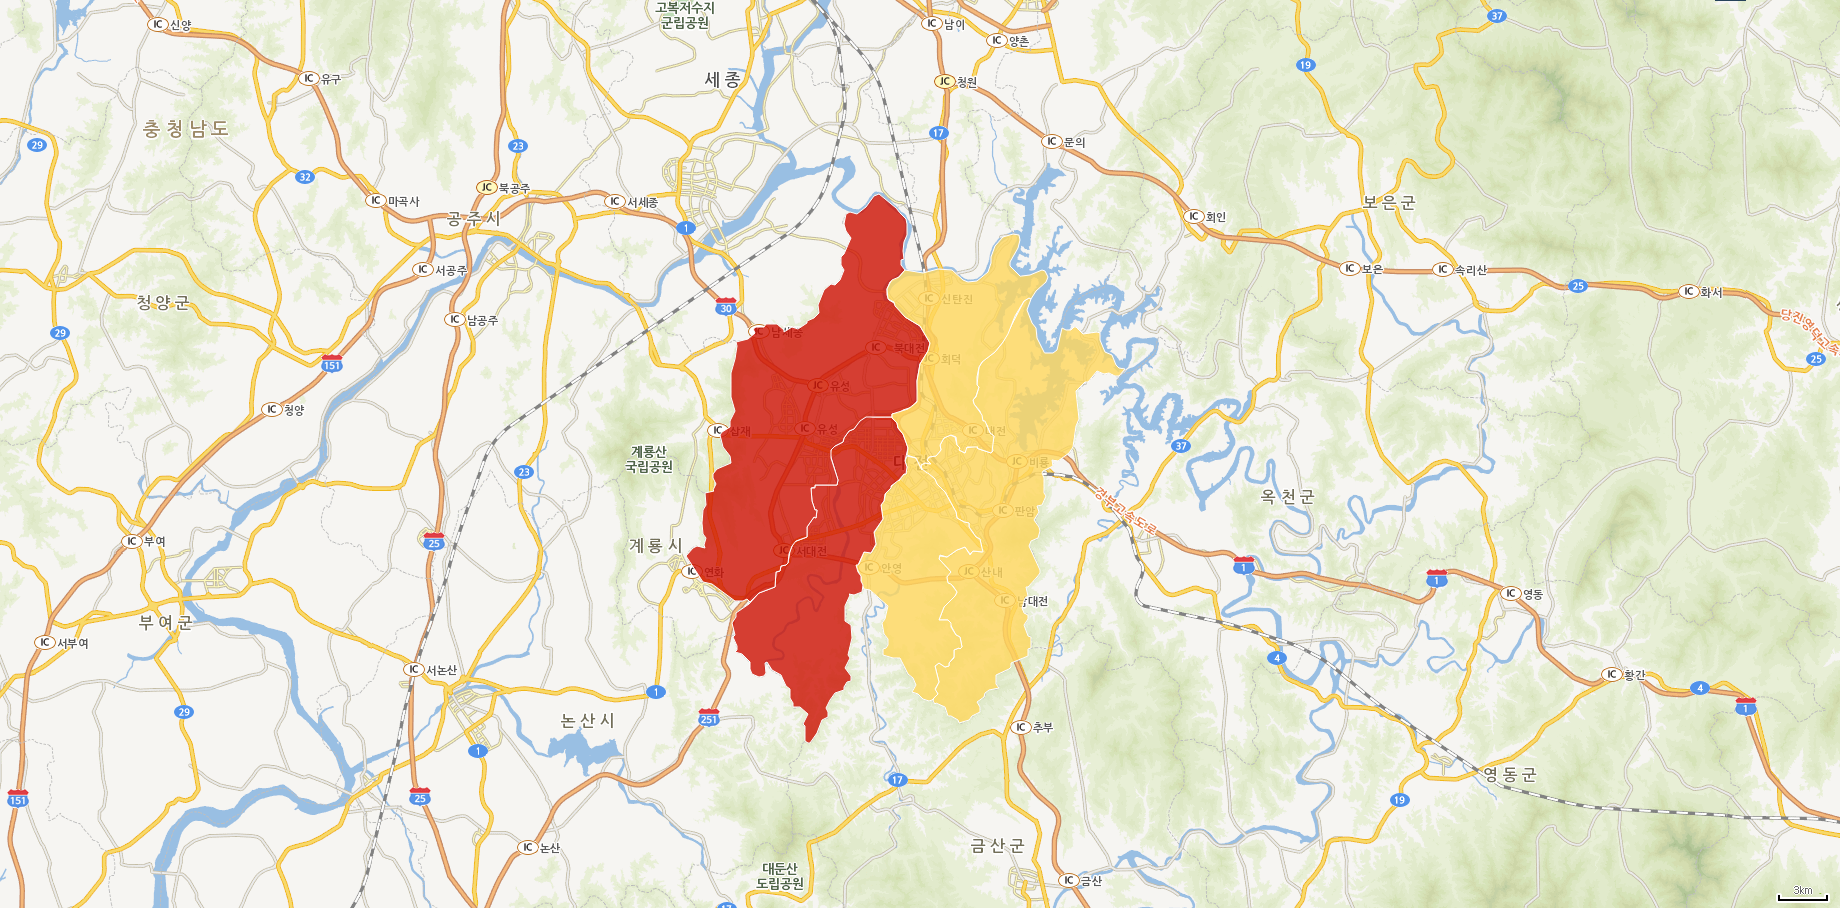 고복저수지
군립공원
IC 신양
IC 남이
IC 양촌
37
19
IC 유구
세종
JC 청원
충청남도
17
29
23
IC 문의
32
JC 북공주
IC 마곡사
IC 서세종
보은군
공주시
IC 회인
1
IC 서공주
IC 보은
IC 속리산
25
IC 화서
청양군
30
IC 신탄진
당진영덕고속
IC 남공주
29
IC 남세종
IC 북대전
151
JC 회덕
25
JC 유성
IC 청양
IC 유성
IC 대전
37
계룡산
국립공원
대전
JC 비룡
23
경부고속도로
옥천군
IC 판암
IC 부여
25
계룡시
JC 서대전
IC 안영
JC 산내
1
1
IC 영동
IC 남대전
부여군
IC 서부여
4
IC 서논산
IC 황간
4
1
1
29
논산시
251
IC 추부
1
17
영동군
151
25
19
IC 논산
금산군
대둔산
도립공원
IC 금산
3km
17